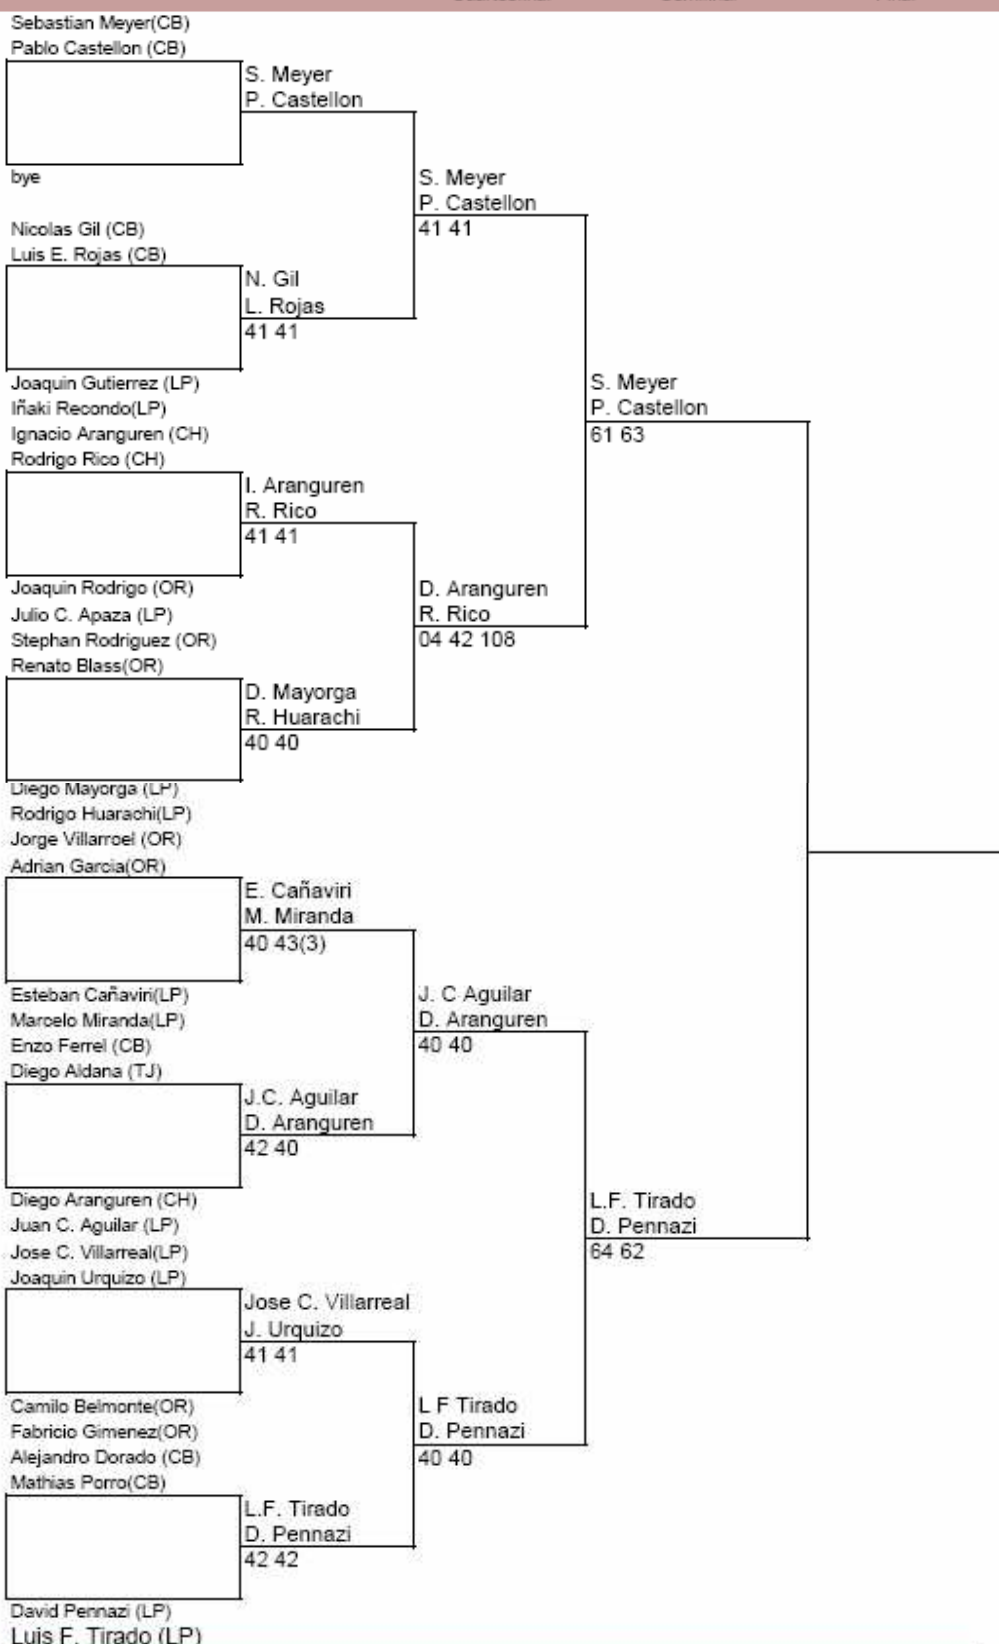 Sebastian Meyer(CB)
Pablo Castellon (CB)
S. Meyer
P. Castellon
bye
S. Meyer
P. Castellon
41 41
Nicolas Gil (CB)
Luis E. Rojas (CB)
N. Gil
L. Rojas
41 41
Joaquin Gutierrez (LP)
Iñaki Recondo(LP)
S. Meyer
P. Castellon
61 63
Ignacio Aranguren (CH)
Rodrigo Rico (CH)
I. Aranguren
R. Rico
41 41
Joaquin Rodrigo (OR)
Julio C. Apaza (LP)
D. Aranguren
R. Rico
04 42 108
Stephan Rodriguez (OR)
Renato Blass(OR)
D. Mayorga
R. Huarachi
40 40
Diego Mayorga (LP)
Rodrigo Huarachi(LP)
Jorge Villarroel (OR)
Adrian Garcia(OR)
E. Cañaviri
M. Miranda
40 43(3)
Esteban Cañaviri(LP)
Marcelo Miranda(LP)
J. C Aguilar
D. Aranguren
40 40
Enzo Ferrel (CB)
Diego Aldana (TJ)
J.C. Aguilar
D. Aranguren
42 40
Diego Aranguren (CH)
Juan C. Aguilar (LP)
L.F. Tirado
D. Pennazi
64 62
Jose C. Villarreal(LP)
Joaquin Urquizo (LP)
Jose C. Villarreal
J. Urquizo
41 41
Camilo Belmonte(OR)
Fabricio Gimenez(OR)
L F Tirado
D. Pennazi
40 40
Alejandro Dorado (CB)
Mathias Porro(CB)
L.F. Tirado
D. Pennazi
42 42
David Pennazi (LP)
Luis F. Tirado (LP)